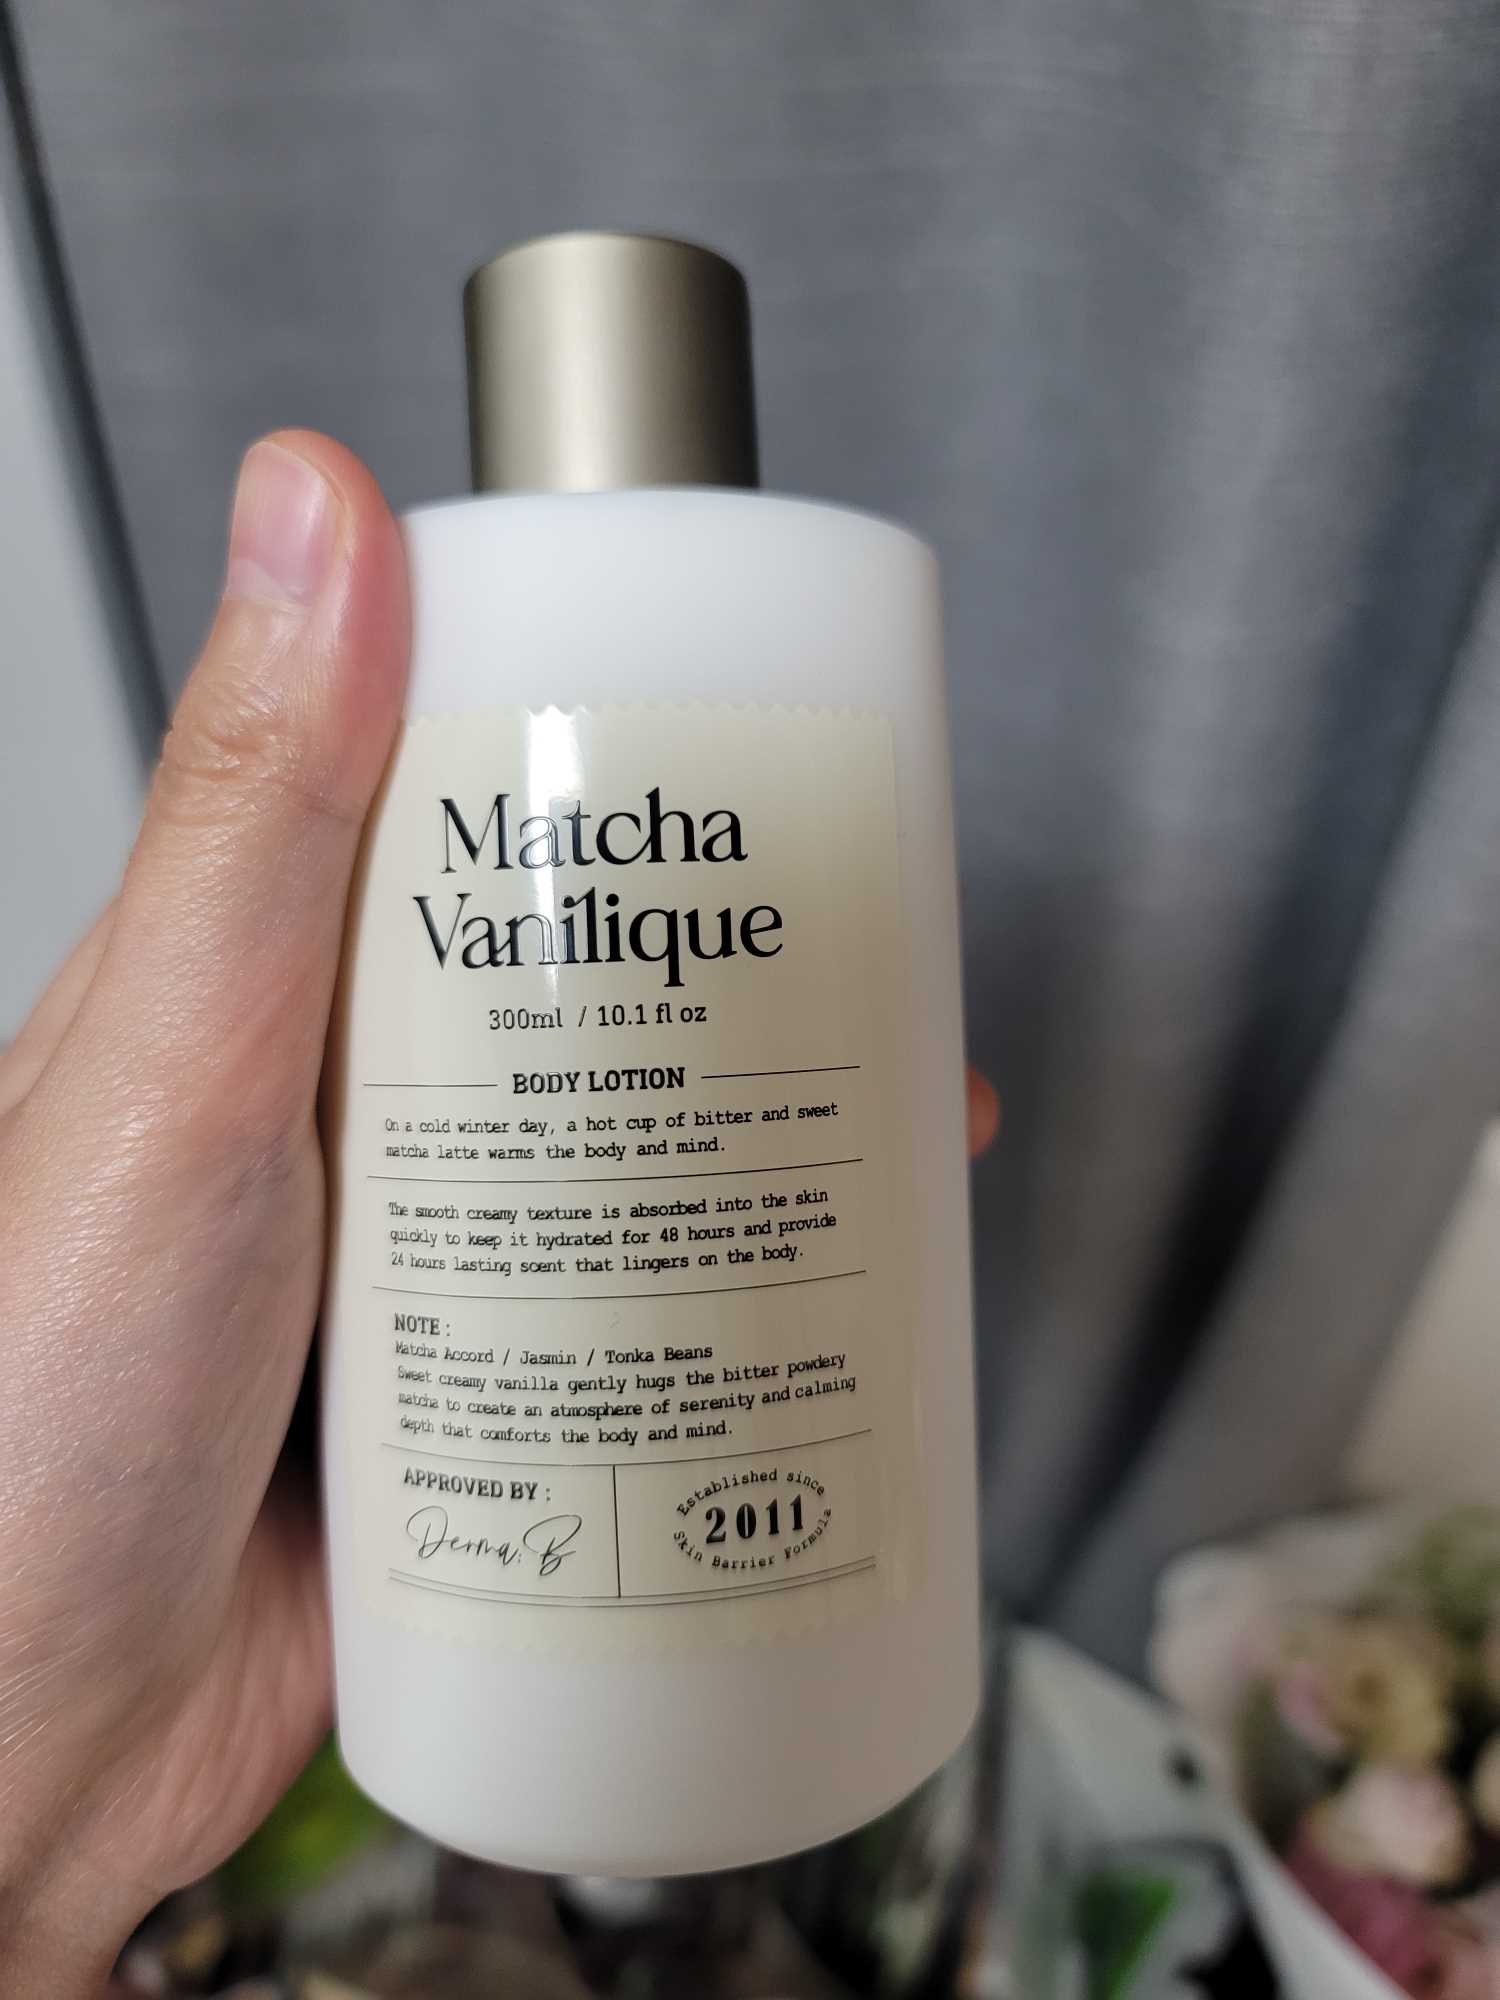 Matcha
Vanilique
300ml / 10.1 fl oz
BODY LOTION
On a cold winter day, a hot cup of bitter and sweet
matcha latte warms the body and mind.
The smooth creamy texture is absorbed into the skin
quickly to keep it hydrated for 48 hours and provide
24 hours lasting scent that lingers on the body.
NOTE :
Matcha Accord / Jasmin / Tonka Beans
Sweet creamy vanilla gently hugs the bitter powdery
matcha to create an atmosphere of serenity and calming
depth that comforts the body and mind.
APPROVED BY :
Derma:B
Established since
2011
Skin Barrier Formula